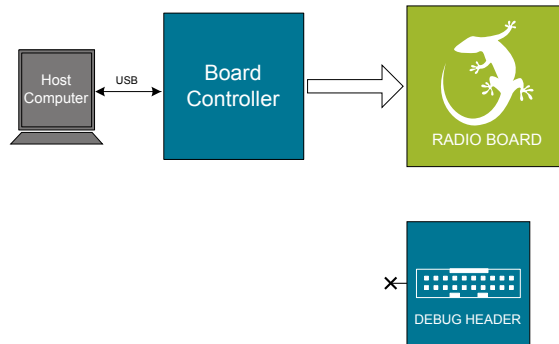 Host
Computer
USB
Board
Controller
RADIO BOARD
DEBUG HEADER